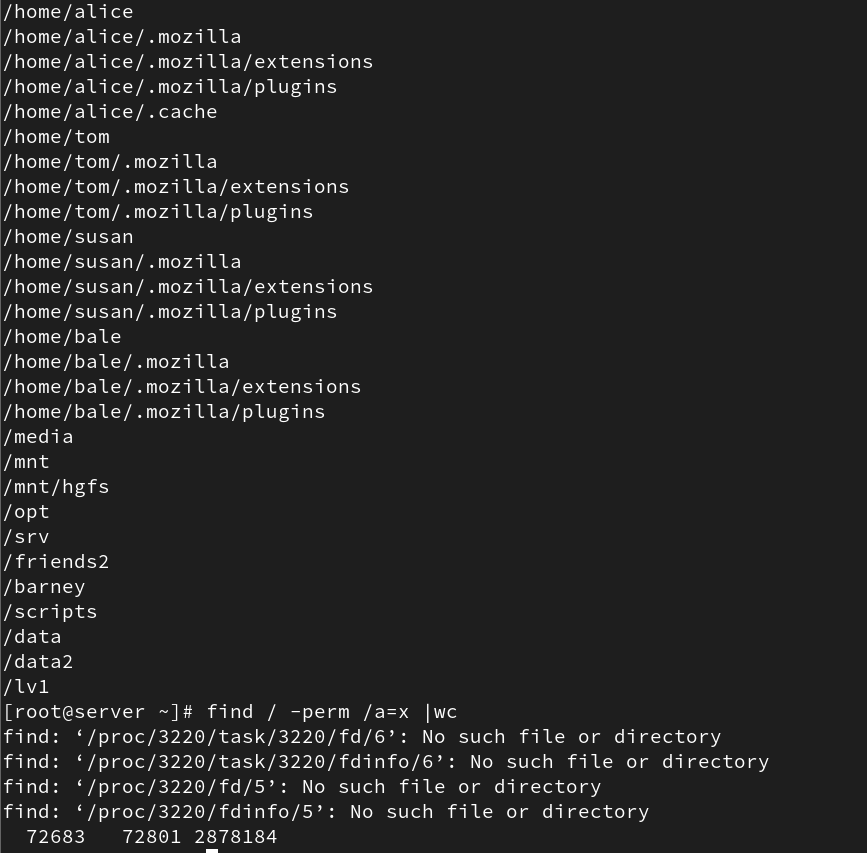 /home/alice
/home/alice/.mozilla
/home/alice/.mozilla/extensions
/home/alice/.mozilla/plugins
/home/alice/.cache
/home/tom
/home/tom/.mozilla
/home/tom/.mozilla/extensions
/home/tom/.mozilla/plugins
/home/susan
/home/susan/.mozilla
/home/susan/.mozilla/extensions
/home/susan/.mozilla/plugins
/home/bale
/home/bale/.mozilla
/home/bale/.mozilla/extensions
/home/bale/.mozilla/plugins
/media
/mnt
/mnt/hgfs
/opt
/srv
/friends2
/barney
/scripts
/data
/data2
/lv1
[root@server ~]# find / -perm /a=x |wc
find: ‘/proc/3220/task/3220/fd/6’: No such file or directory
find: ‘/proc/3220/task/3220/fdinfo/6’: No such file or directory
find: ‘/proc/3220/fd/5’: No such file or directory
find: ‘/proc/3220/fdinfo/5’: No such file or directory
  72683   72801 2878184